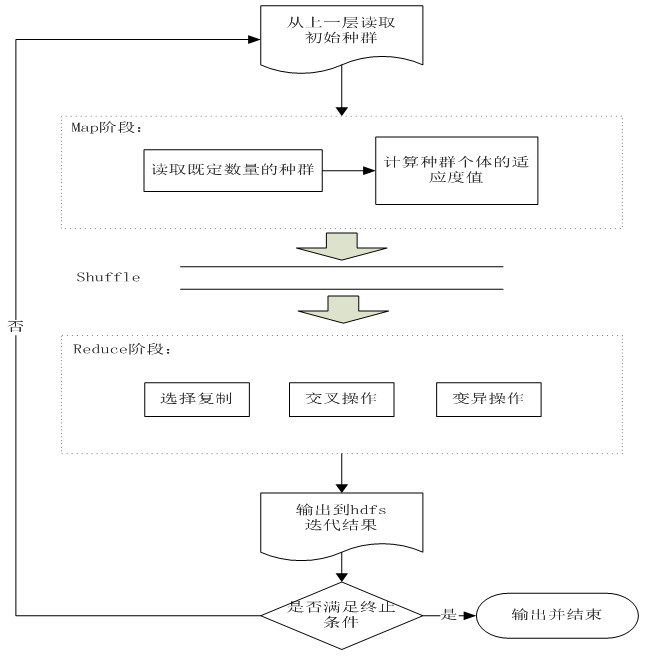 从上一层读取
初始种群
Map阶段：
读取既定数量的种群
计算种群个体的适
应度值
Shuffle
否
Reduce阶段：
选择复制
交叉操作
变异操作
输出到hdfs
迭代结果
是否满足终止
条件
是
输出并结束